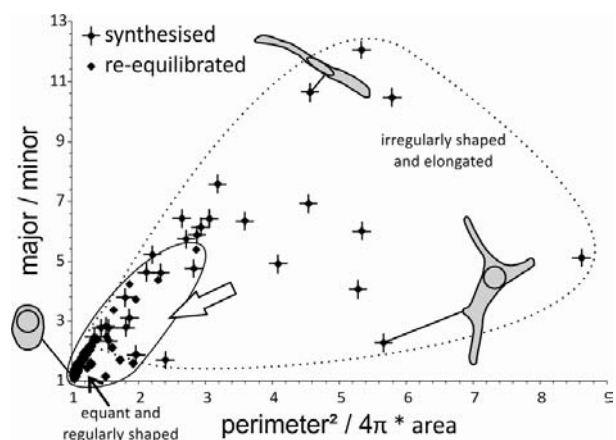 13
11
9
7
5
3
1
major / minor
synthesised
re-equilibrated
irregularly shaped
and elongated
equant and
regularly shaped
1 2 3 4 5 6 7 8 9
perimeter² / 4π * area